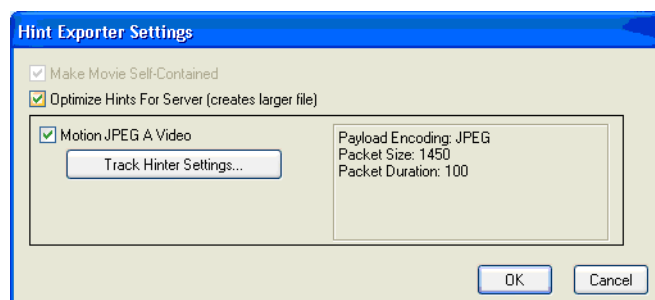 Hint Exporter Settings
Make Movie Self-Contained
Optimize Hints For Server (creates larger file)
Motion JPEG A Video
Track Hinter Settings...
Payload Encoding: JPEG
Packet Size: 1450
Packet Duration: 100
OK
Cancel